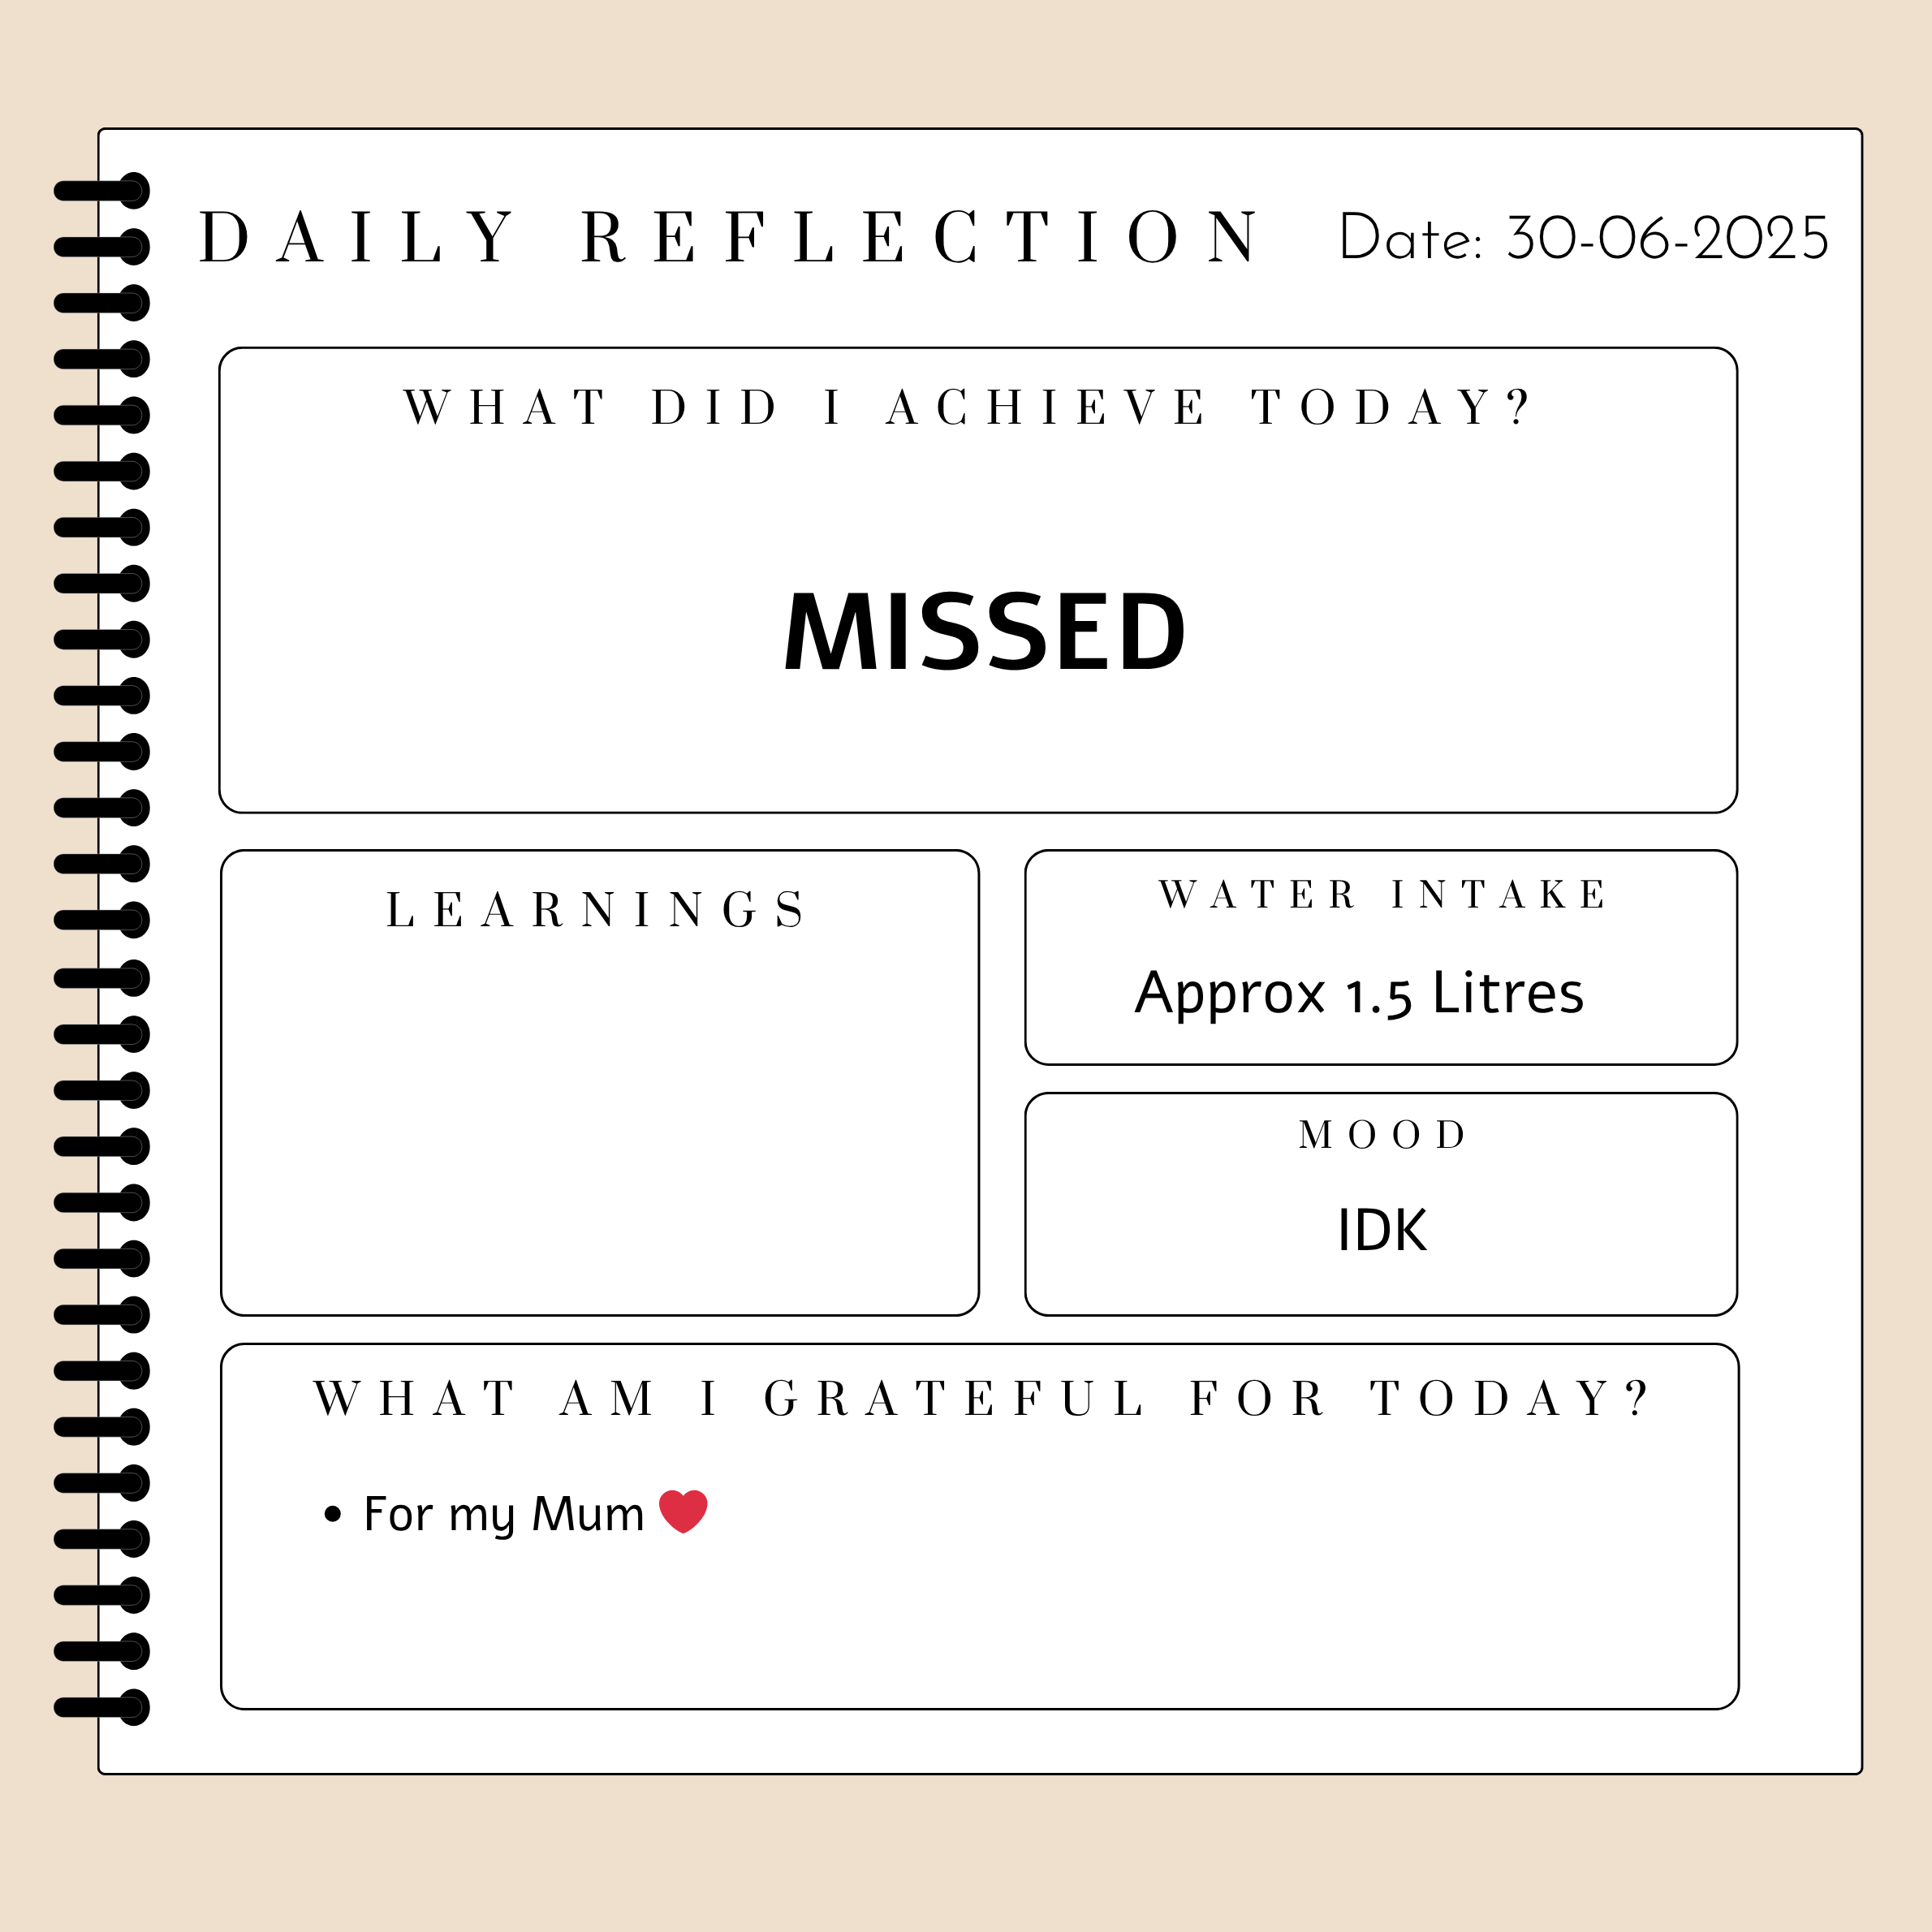 DAILY REFLECTION Date: 30-06-2025
WHAT DID I ACHIEVE TODAY?
MISSED
LEARNINGS
WATER INTAKE
Approx 1.5 Litres
MOOD
IDK
WHAT AM I GRATEFUL FOR TODAY?
• For my Mum ❤️